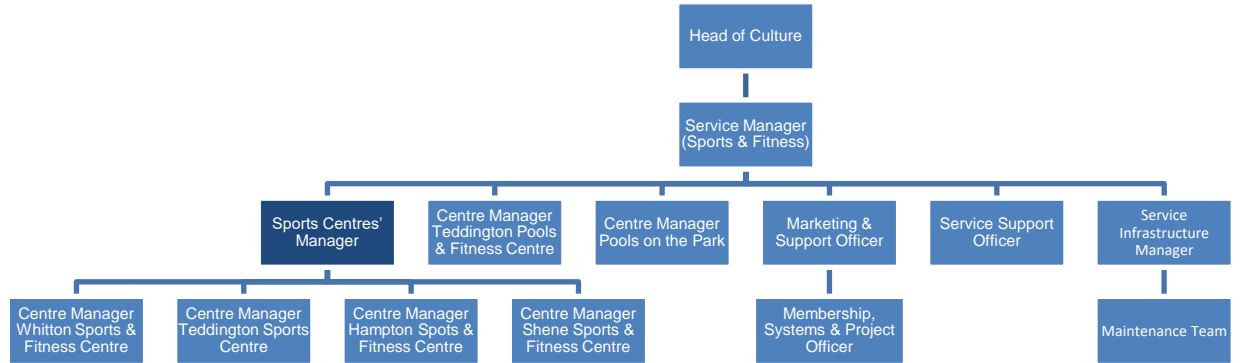 Head of Culture
Service Manager
(Sports & Fitness)
Sports Centres’
Manager
Centre Manager
Teddington Pools
& Fitness Centre
Centre Manager
Pools on the Park
Marketing &
Support Officer
Service Support
Officer
Service
Infrastructure
Manager
Centre Manager
Whitton Sports &
Fitness Centre
Centre Manager
Teddington Sports
Centre
Centre Manager
Hampton Spots &
Fitness Centre
Centre Manager
Shene Sports &
Fitness Centre
Membership,
Systems & Project
Officer
Maintenance Team